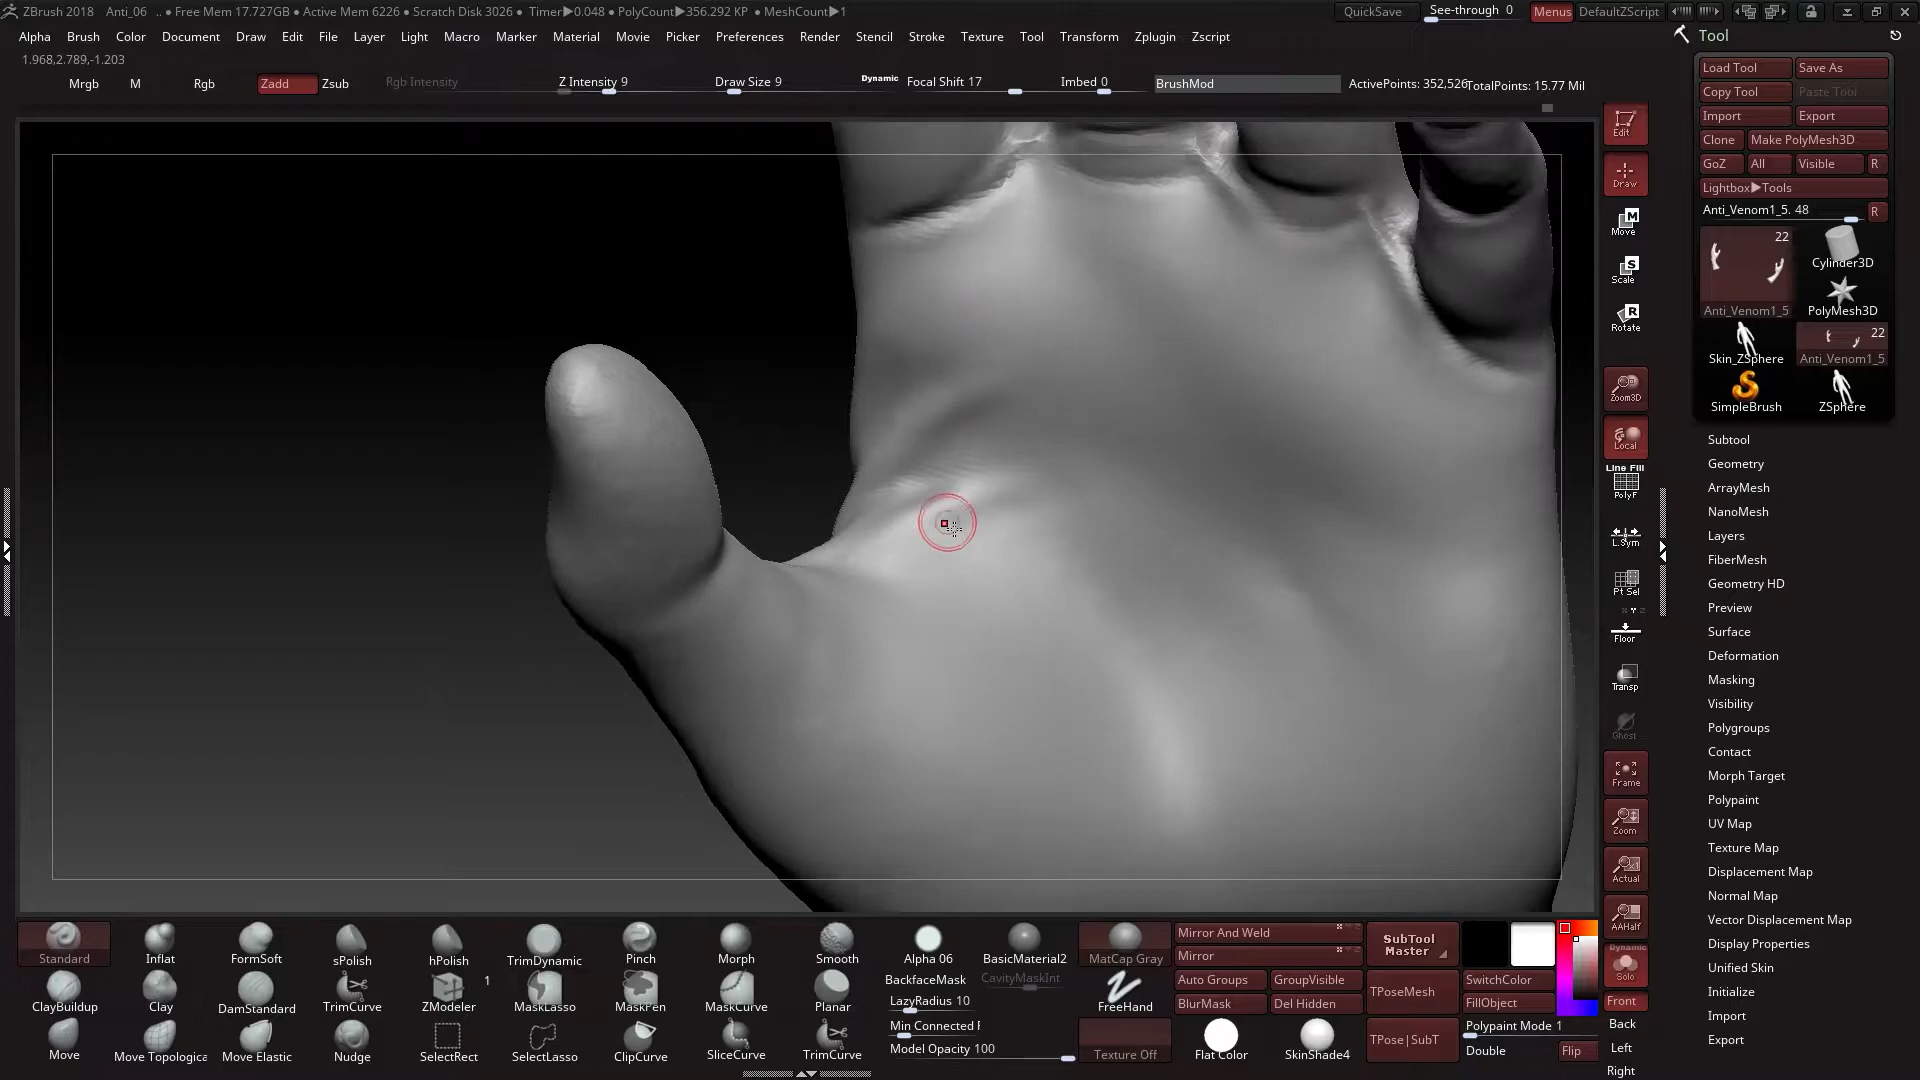 ZBrush 2018 Anti_06 .. • Free Mem 17.727GB • Active Mem 6226 • Scratch Disk 3026 • Timer▶0.048 • PolyCount▶356.292 KP • MeshCount▶1 QuickSave See-through 0 Menus DefaultZScript
Alpha Brush Color Document Draw Edit File Layer Light Macro Marker Material Movie Picker Preferences Render Stencil Stroke Texture Tool Transform Zplugin Zscript
1.968,2.789,-1.203
Mrgb M Rgb Zadd Zsub Rgb Intensity Z Intensity 9 Draw Size 9 Dynamic Focal Shift 17 Imbed 0 BrushMod ActivePoints: 352,526 TotalPoints: 15.77 Mil
Edit
Draw
Move
Scale
Rotate
Zoom3D
Local
Line Fill
PolyF
L.Sym
Pt Sel
Floor
Transp
Ghost
Frame
Zoom
Actual
AAHalf
Dynamic
Solo
Front
Back
Left
Right
Tool
Load Tool Save As
Copy Tool Paste Tool
Import Export
Clone Make PolyMesh3D
GoZ All Visible R
Lightbox▶Tools
Anti_Venom1_5. 48 R
22 Cylinder3D
Anti_Venom1_5 PolyMesh3D
22
Skin_ZSphere Anti_Venom1_5
SimpleBrush ZSphere
Subtool
Geometry
ArrayMesh
NanoMesh
Layers
FiberMesh
Geometry HD
Preview
Surface
Deformation
Masking
Visibility
Polygroups
Contact
Morph Target
Polypaint
UV Map
Texture Map
Displacement Map
Normal Map
Vector Displacement Map
Display Properties
Unified Skin
Initialize
Import
Export
Standard Inflat FormSoft sPolish hPolish TrimDynamic Pinch Morph Smooth Alpha 06 BasicMaterial2 MatCap Gray
ClayBuildup Clay DamStandard TrimCurve ZModeler 1 MaskLasso MaskPen MaskCurve Planar
Move Move Topologica Move Elastic Nudge SelectRect SelectLasso ClipCurve SliceCurve TrimCurve
BackfaceMask CavityMaskInt
LazyRadius 10 FreeHand
Min Connected F
Model Opacity 100 Texture Off Flat Color SkinShade4
Mirror And Weld
Mirror
Auto Groups GroupVisible
BlurMask Del Hidden
SubTool
Master
TPoseMesh
TPose|SubT
SwitchColor
FillObject
Polypaint Mode 1
Double Flip